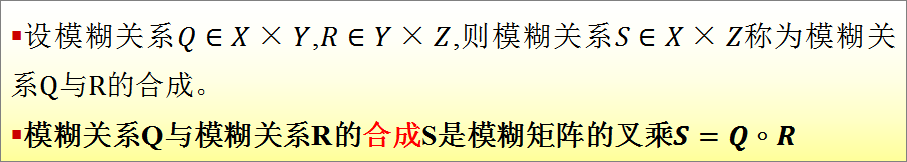 ▪设模糊关系𝑄 ∈ 𝑋 × 𝑌,𝑅 ∈ 𝑌 × 𝑍,则模糊关系𝑆 ∈ 𝑋 × 𝑍称为模糊关
系Q与R的合成。
▪模糊关系Q与模糊关系R的合成S是模糊矩阵的叉乘𝑺 = 𝑸 ∘ 𝑹